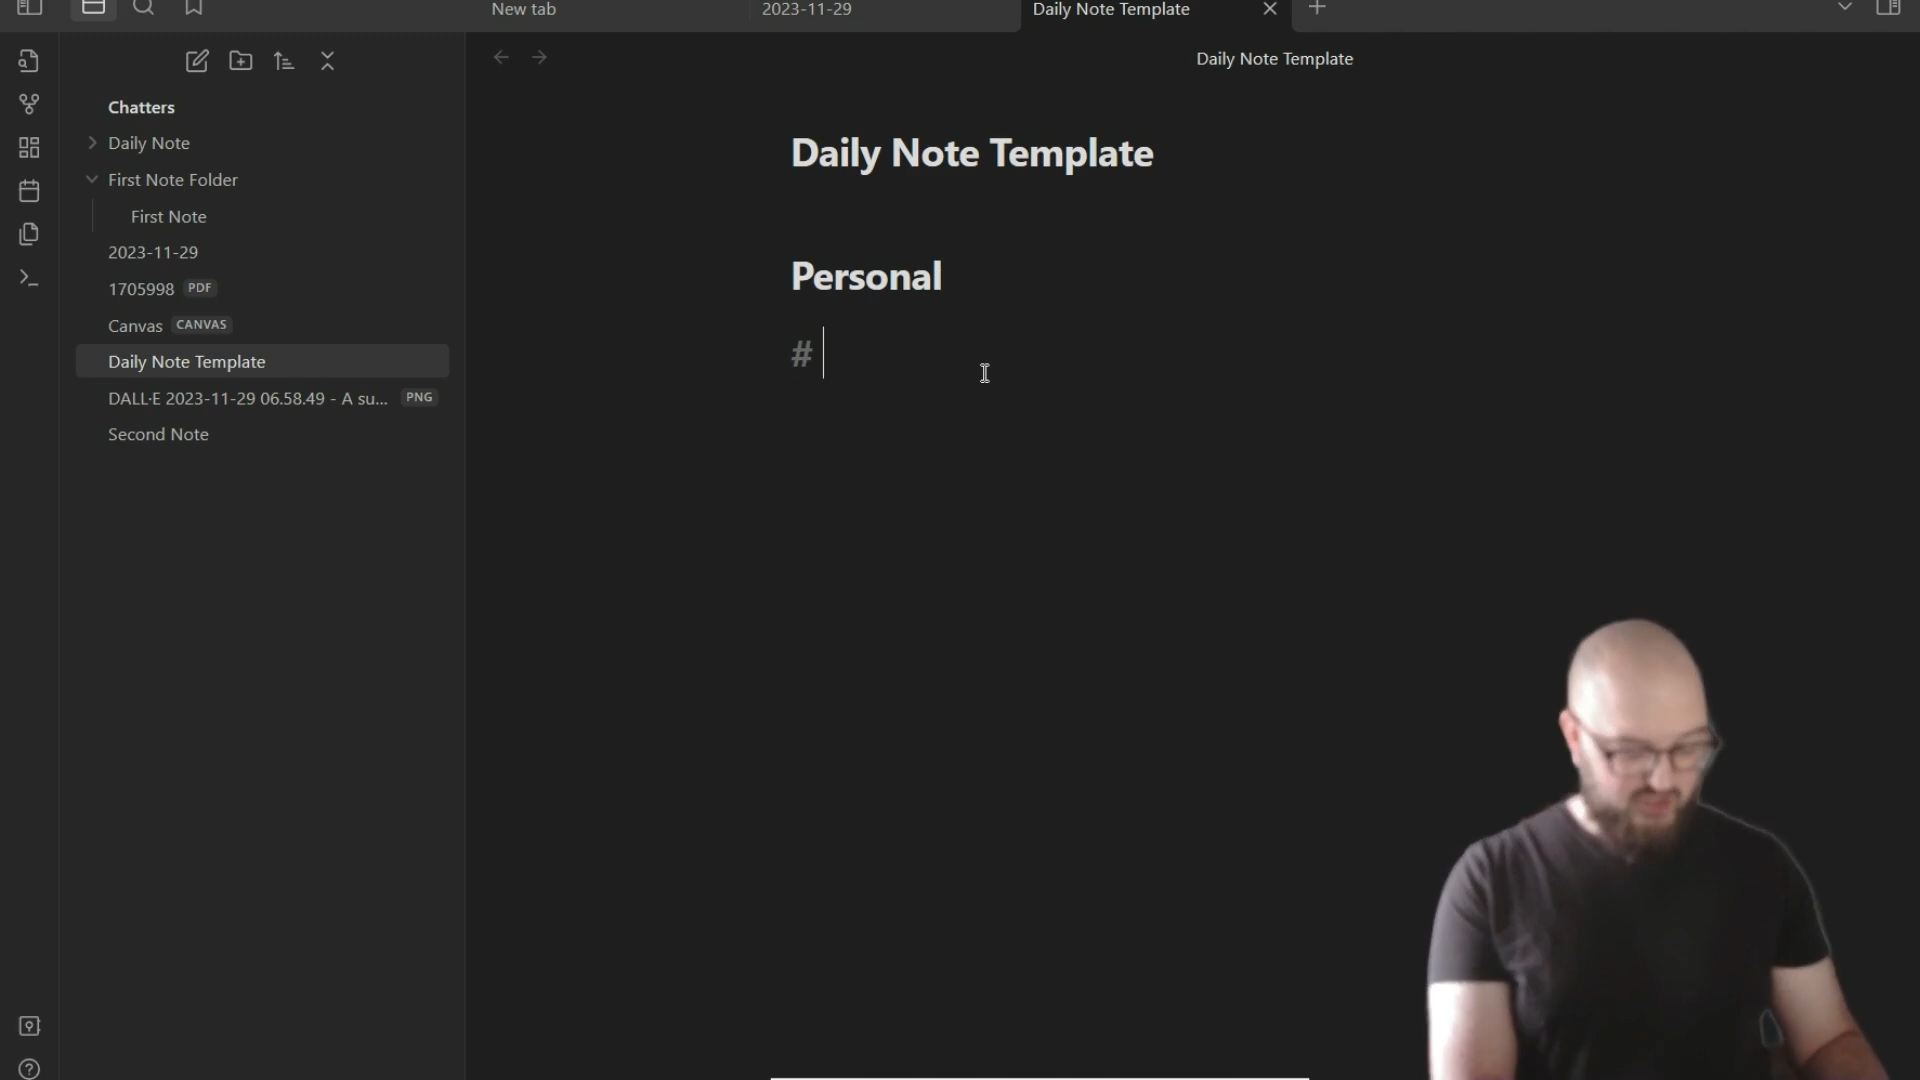 New tab
2023-11-29
Daily Note Template
Daily Note Template
Chatters
Daily Note
First Note Folder
First Note
2023-11-29
1705998 PDF
Canvas CANVAS
Daily Note Template
DALL·E 2023-11-29 06.58.49 - A su... PNG
Second Note
Daily Note Template
Personal
#